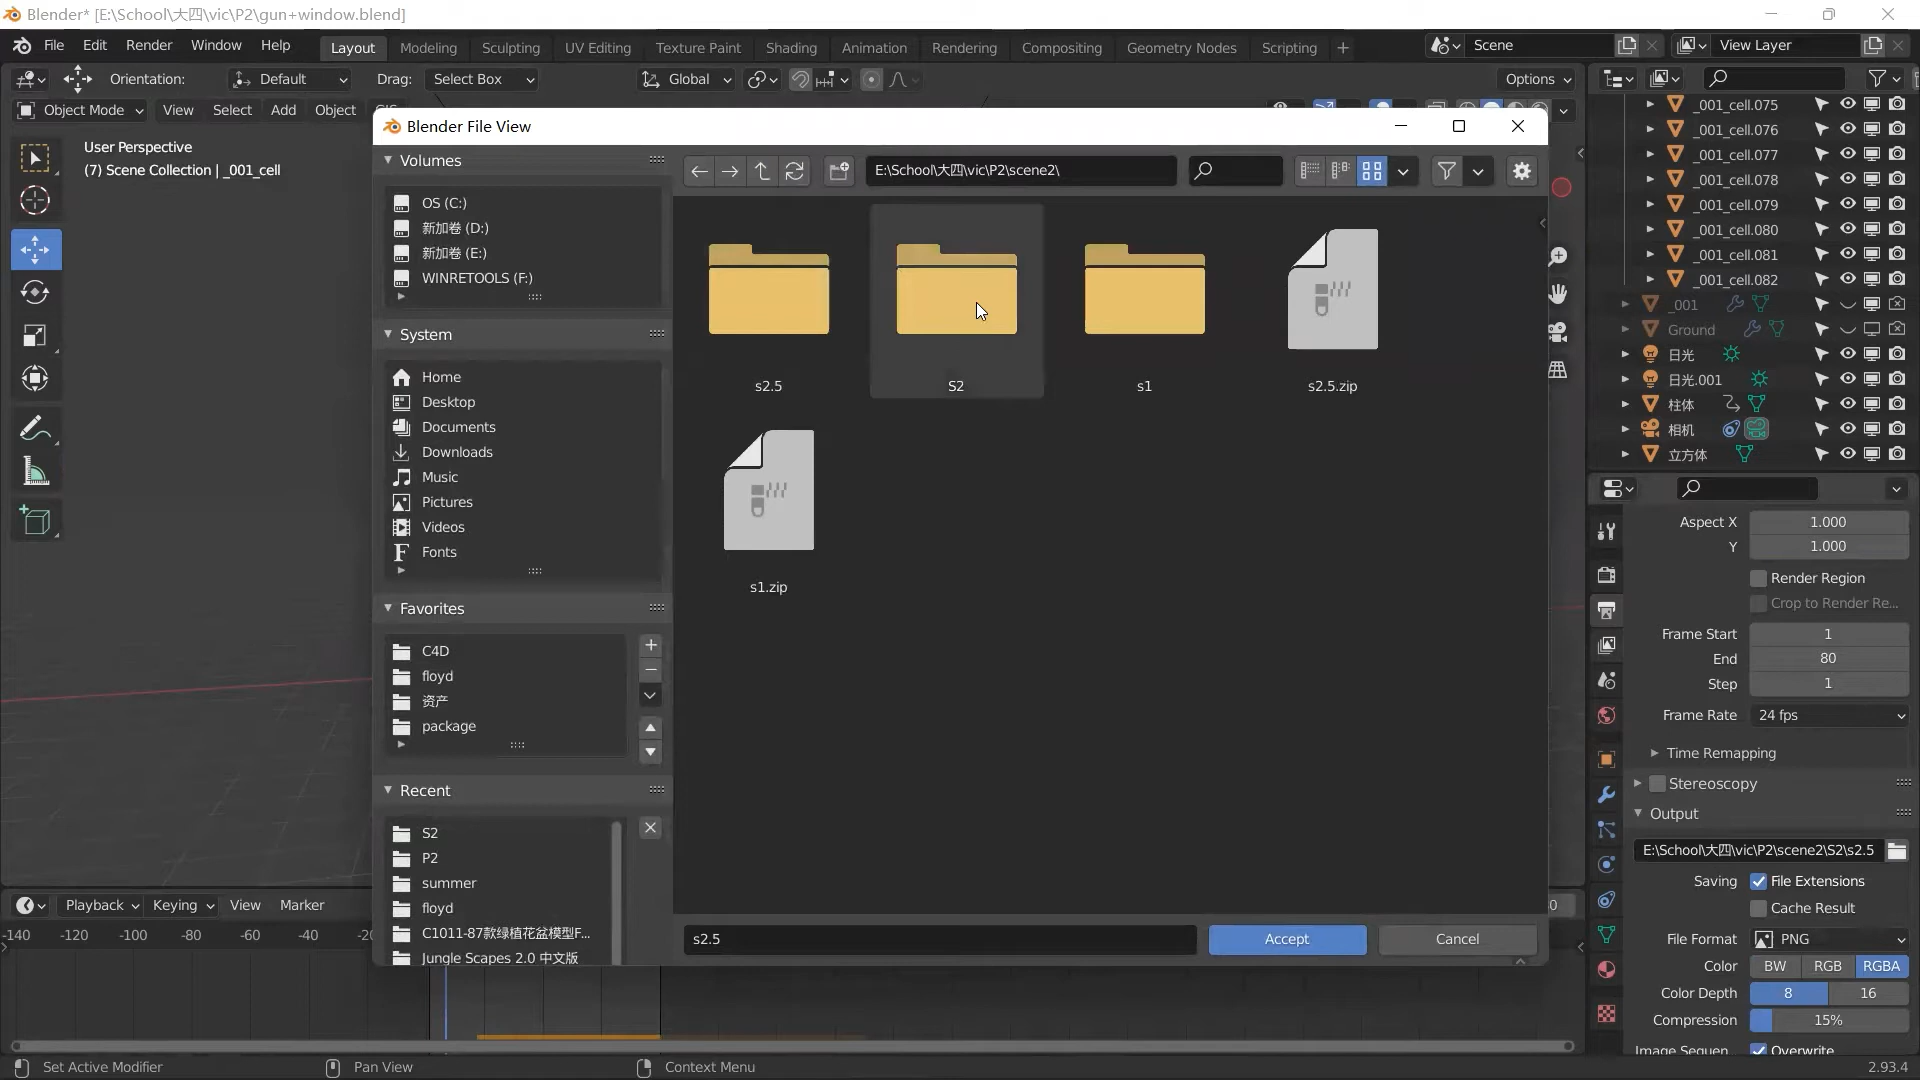 Blender* [E:\School\大四\vic\P2\gun+window.blend]
File Edit Render Window Help Layout Modeling Sculpting UV Editing Texture Paint Shading Animation Rendering Compositing Geometry Nodes Scripting + Scene View Layer
Orientation: Default Drag: Select Box Global Options
Object Mode View Select Add Object GIS
User Perspective
(7) Scene Collection | _001_cell
Blender File View
Volumes
OS (C:)
新加卷 (D:)
新加卷 (E:)
WINRETOOLS (F:)
System
Home
Desktop
Documents
Downloads
Music
Pictures
Videos
Fonts
Favorites
C4D
floyd
资产
package
Recent
S2
P2
summer
floyd
C1011-87款绿植花盆模型F...
Jungle Scapes 2.0 中文版
E:\School\大四\vic\P2\scene2\
s2.5
S2
s1
s2.5.zip
s1.zip
s2.5
Accept
Cancel
_001_cell.075
_001_cell.076
_001_cell.077
_001_cell.078
_001_cell.079
_001_cell.080
_001_cell.081
_001_cell.082
_001
Ground
日光
日光.001
柱体
相机
立方体
Aspect X 1.000
Y 1.000
Render Region
Crop to Render Re...
Frame Start 1
End 80
Step 1
Frame Rate 24 fps
Time Remapping
Stereoscopy
Output
E:\School\大四\vic\P2\scene2\S2\s2.5
Saving File Extensions
Cache Result
File Format PNG
Color BW RGB RGBA
Color Depth 8 16
Compression 15%
Image Sequen... Overwrite
Playback Keying View Marker
-140 -120 -100 -80 -60 -40
Set Active Modifier Pan View Context Menu 2.93.4